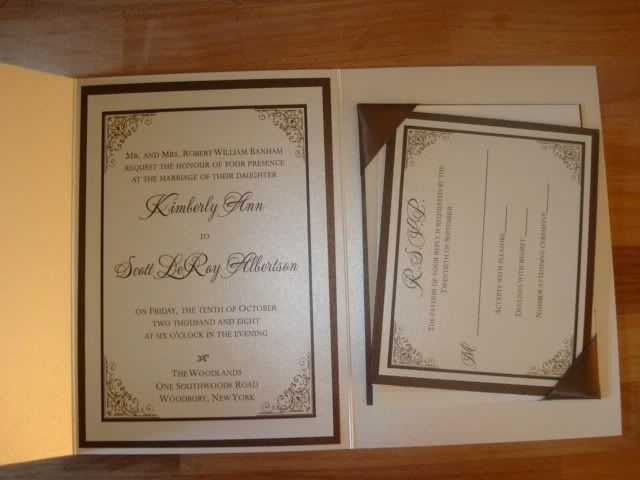 Mr. and Mrs. Robert William Banham
request the honour of your presence
at the marriage of their daughter
Kimberly Ann
to
Scott LeRoy Albertson
on Friday, the tenth of October
two thousand and eight
at six o'clock in the evening
The Woodlands
One Southwoods Road
Woodbury, New York
R.S.V.P.
The favour of your reply is requested by the
Twentieth of September.
M
Accepts with pleasure
Declines with regret
Number attending ceremony